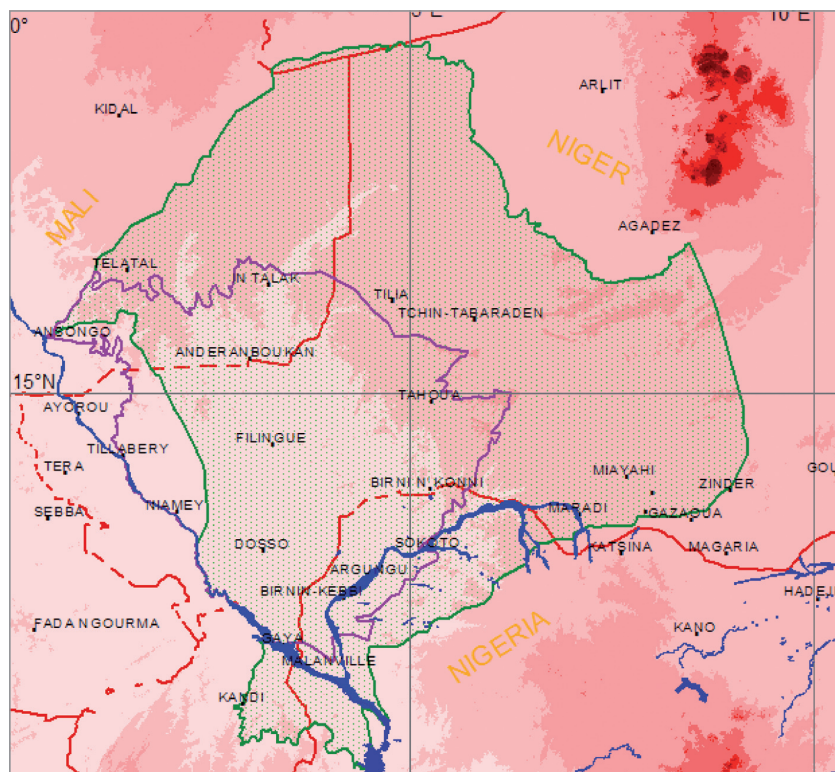 0°
5°E
10°E
ARLIT
KIDAL
NIGER
MALI
AGADEZ
TELATAL
N TALAK
TILIA
TCHIN-TABARADEN
ANSONGO
ANDERANBOUKAN
15°N
TAHOUA
AYOROU
FILINGUE
TILLABERY
TERA
BIRNI N' KONNI
MIAYAHI
ZINDER
GOU
SEBBA
NIAMEY
MARADI
GAZAOUA
DOSSO
SOKOTO
KATSINA
MAGARIA
ARGUNGU
BIRNIN-KEBBI
HADEJI
FADA NGOURMA
GAYA
NIGERIA
KANO
MALANVILLE
KANDI